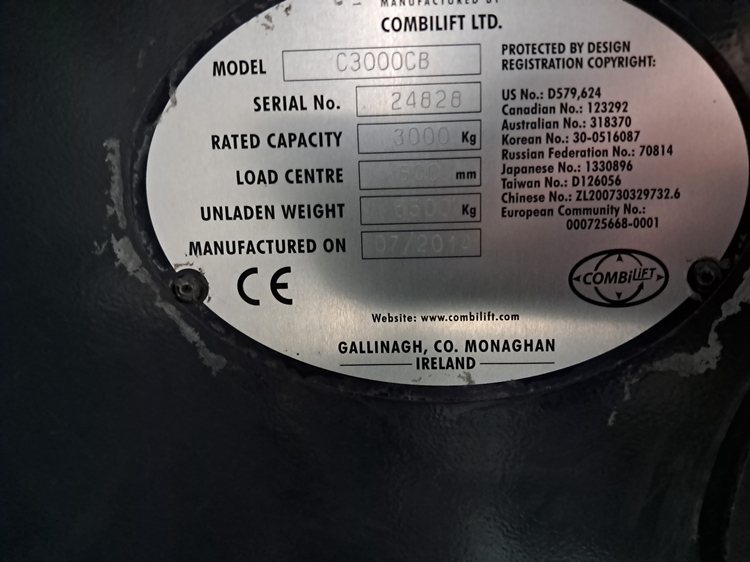 MANUFACTURED BY
COMBILIFT LTD.
MODEL C3000CB
SERIAL No. 24828
RATED CAPACITY 3000 Kg
LOAD CENTRE mm
UNLADEN WEIGHT Kg
MANUFACTURED ON
PROTECTED BY DESIGN
REGISTRATION COPYRIGHT:
US No.: D579,624
Canadian No.: 123292
Australian No.: 318370
Korean No.: 30-0516087
Russian Federation No.: 70814
Japanese No.: 1330896
Taiwan No.: D126056
Chinese No.: ZL200730329732.6
European Community No.:
000725668-0001
CE
COMBiLIFT
Website: www.combilift.com
GALLINAGH, CO. MONAGHAN
IRELAND